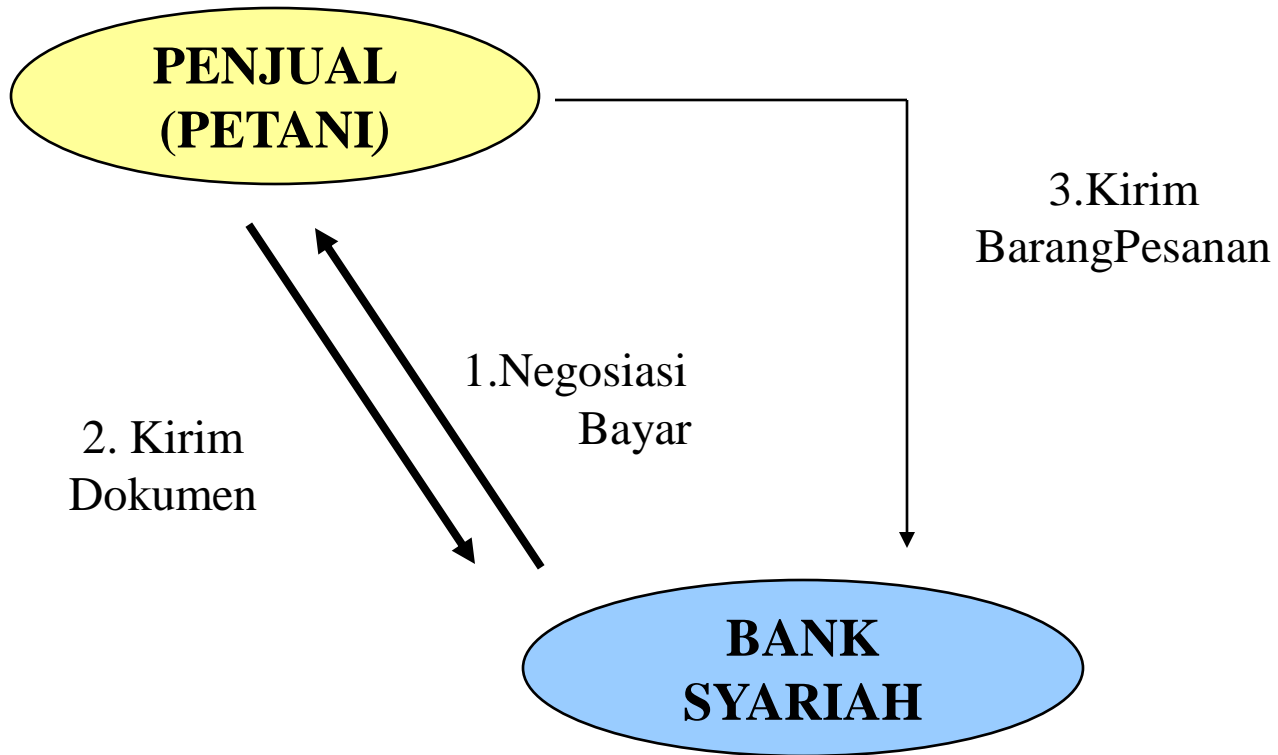 PENJUAL
(PETANI)
3.Kirim
BarangPesanan
1.Negosiasi
Bayar
2. Kirim
Dokumen
BANK
SYARIAH